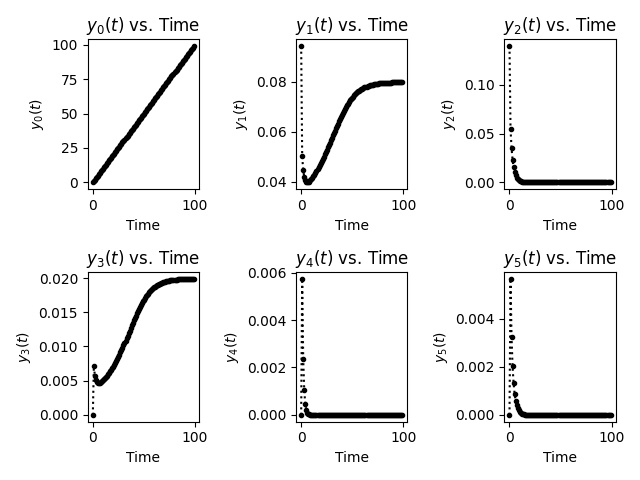 y₀(t) vs. Time
100
75
50
25
0
y₀(t)
0
100
Time
y₁(t) vs. Time
0.08
0.06
0.04
y₁(t)
0
100
Time
y₂(t) vs. Time
0.10
0.05
0.00
y₂(t)
0
100
Time
y₃(t) vs. Time
0.020
0.015
0.010
0.005
0.000
y₃(t)
0
100
Time
y₄(t) vs. Time
0.006
0.004
0.002
0.000
y₄(t)
0
100
Time
y₅(t) vs. Time
0.004
0.002
0.000
y₅(t)
0
100
Time